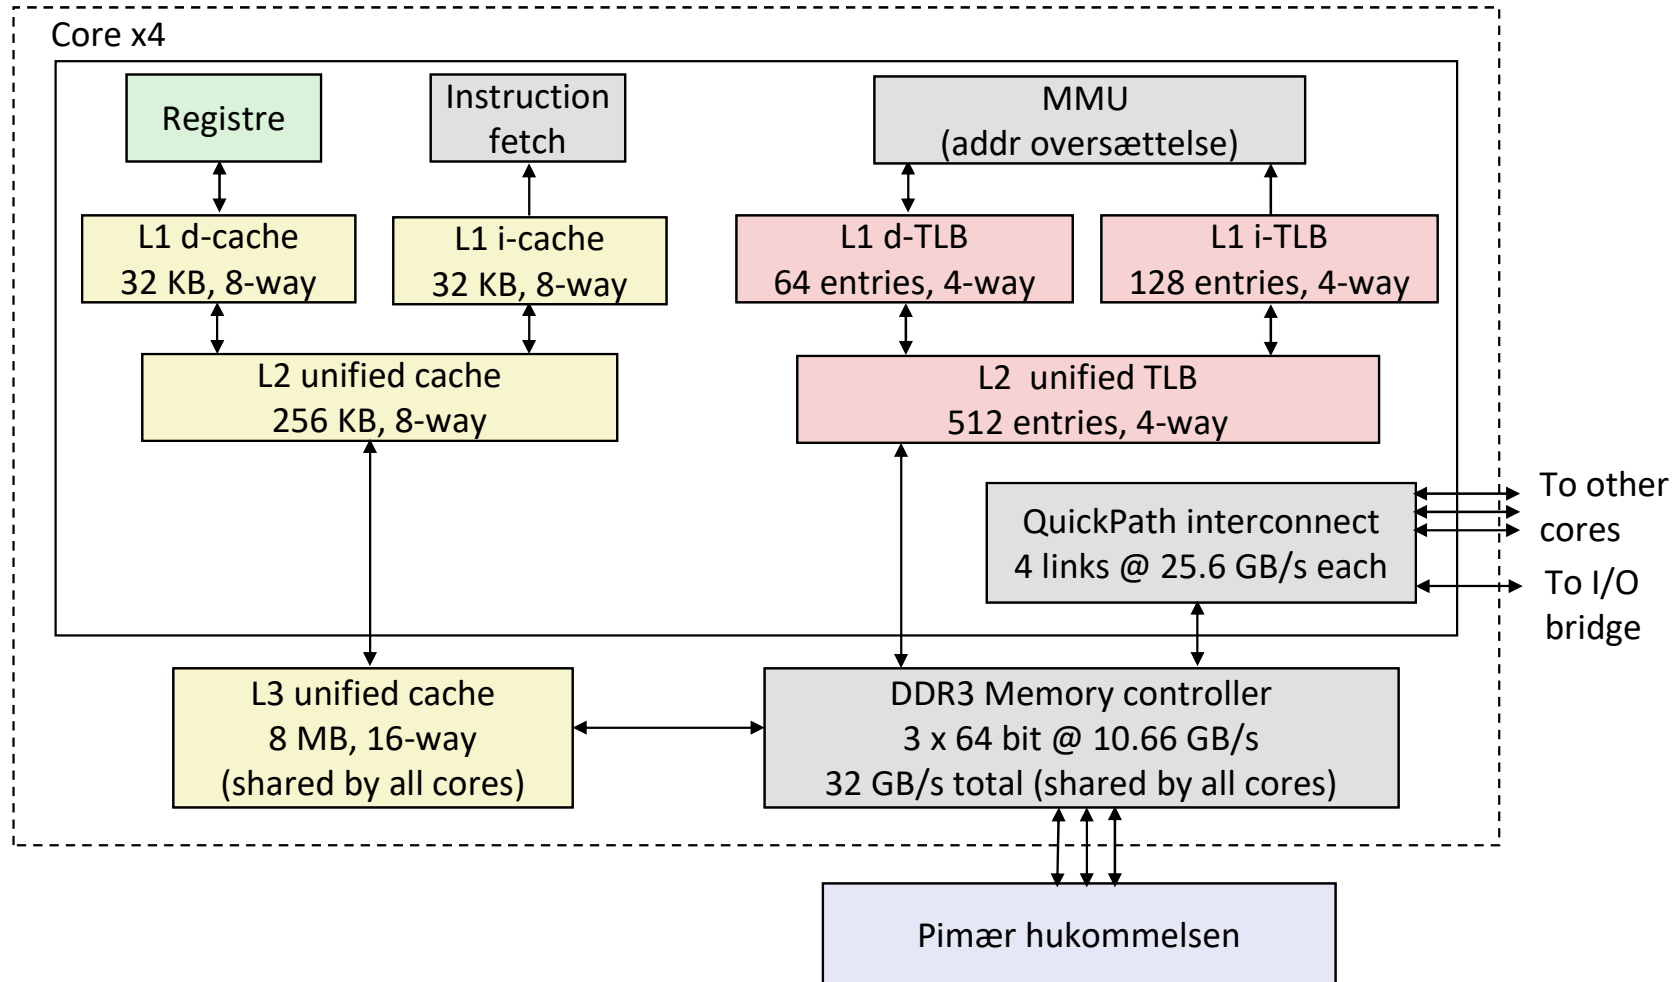 Core x4
Registre
Instruction
fetch
MMU
(addr oversættelse)
L1 d-cache
32 KB, 8-way
L1 i-cache
32 KB, 8-way
L1 d-TLB
64 entries, 4-way
L1 i-TLB
128 entries, 4-way
L2 unified cache
256 KB, 8-way
L2 unified TLB
512 entries, 4-way
QuickPath interconnect
4 links @ 25.6 GB/s each
To other
cores
To I/O
bridge
L3 unified cache
8 MB, 16-way
(shared by all cores)
DDR3 Memory controller
3 x 64 bit @ 10.66 GB/s
32 GB/s total (shared by all cores)
Pimær hukommelsen